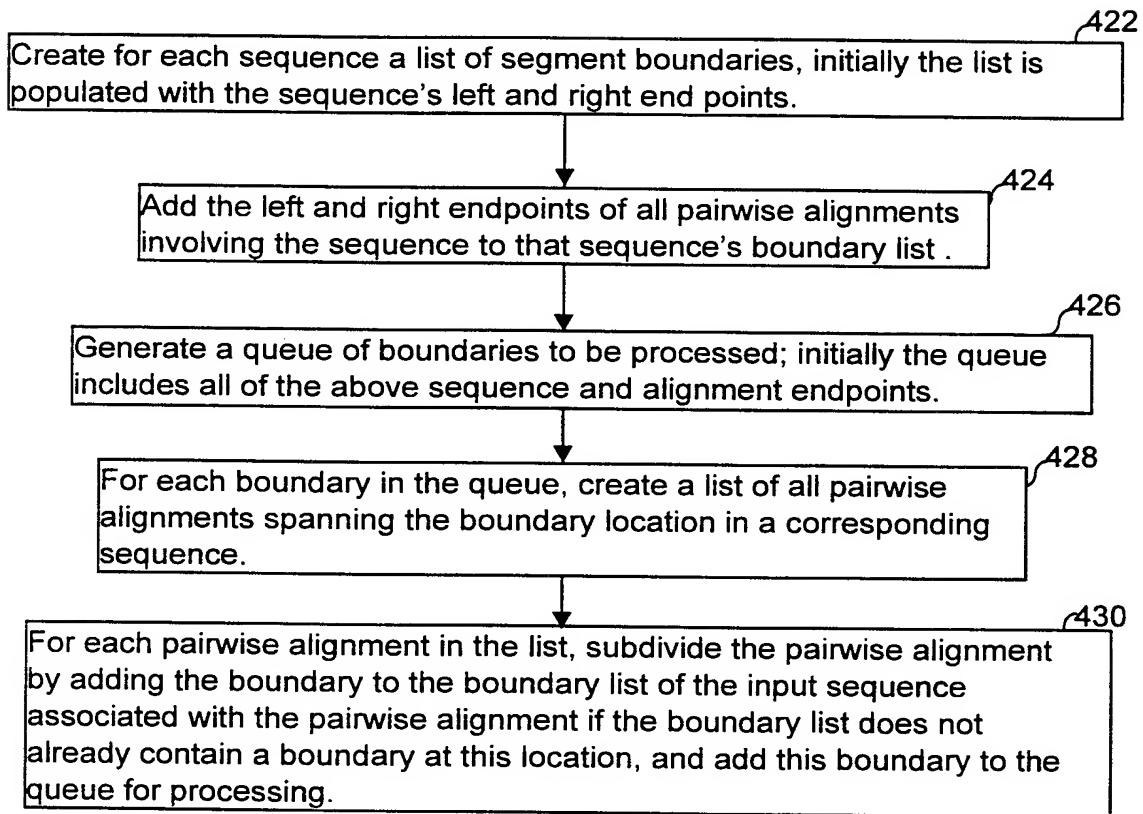 422
Create for each sequence a list of segment boundaries, initially the list is
populated with the sequence's left and right end points.
424
Add the left and right endpoints of all pairwise alignments
involving the sequence to that sequence's boundary list .
426
Generate a queue of boundaries to be processed; initially the queue
includes all of the above sequence and alignment endpoints.
428
For each boundary in the queue, create a list of all pairwise
alignments spanning the boundary location in a corresponding
sequence.
430
For each pairwise alignment in the list, subdivide the pairwise alignment
by adding the boundary to the boundary list of the input sequence
associated with the pairwise alignment if the boundary list does not
already contain a boundary at this location, and add this boundary to the
queue for processing.